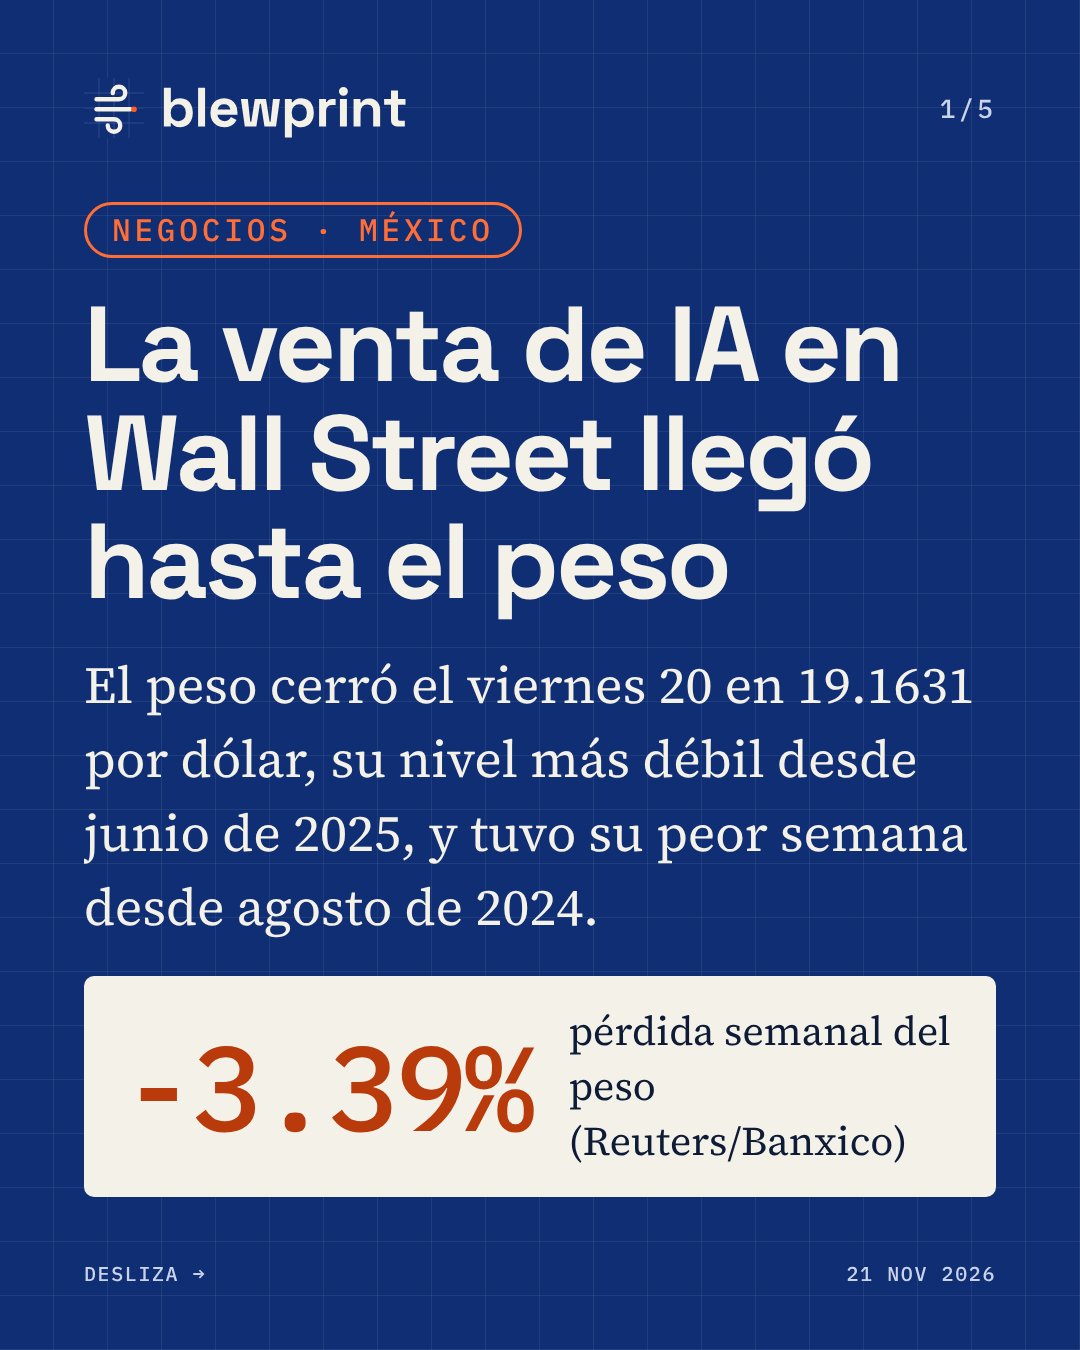 blewprint
1/5
NEGOCIOS · MÉXICO
La venta de IA en
Wall Street llegó
hasta el peso
El peso cerró el viernes 20 en 19.1631
por dólar, su nivel más débil desde
junio de 2025, y tuvo su peor semana
desde agosto de 2024.
-3.39%
pérdida semanal del
peso
(Reuters/Banxico)
DESLIZA →
21 NOV 2026